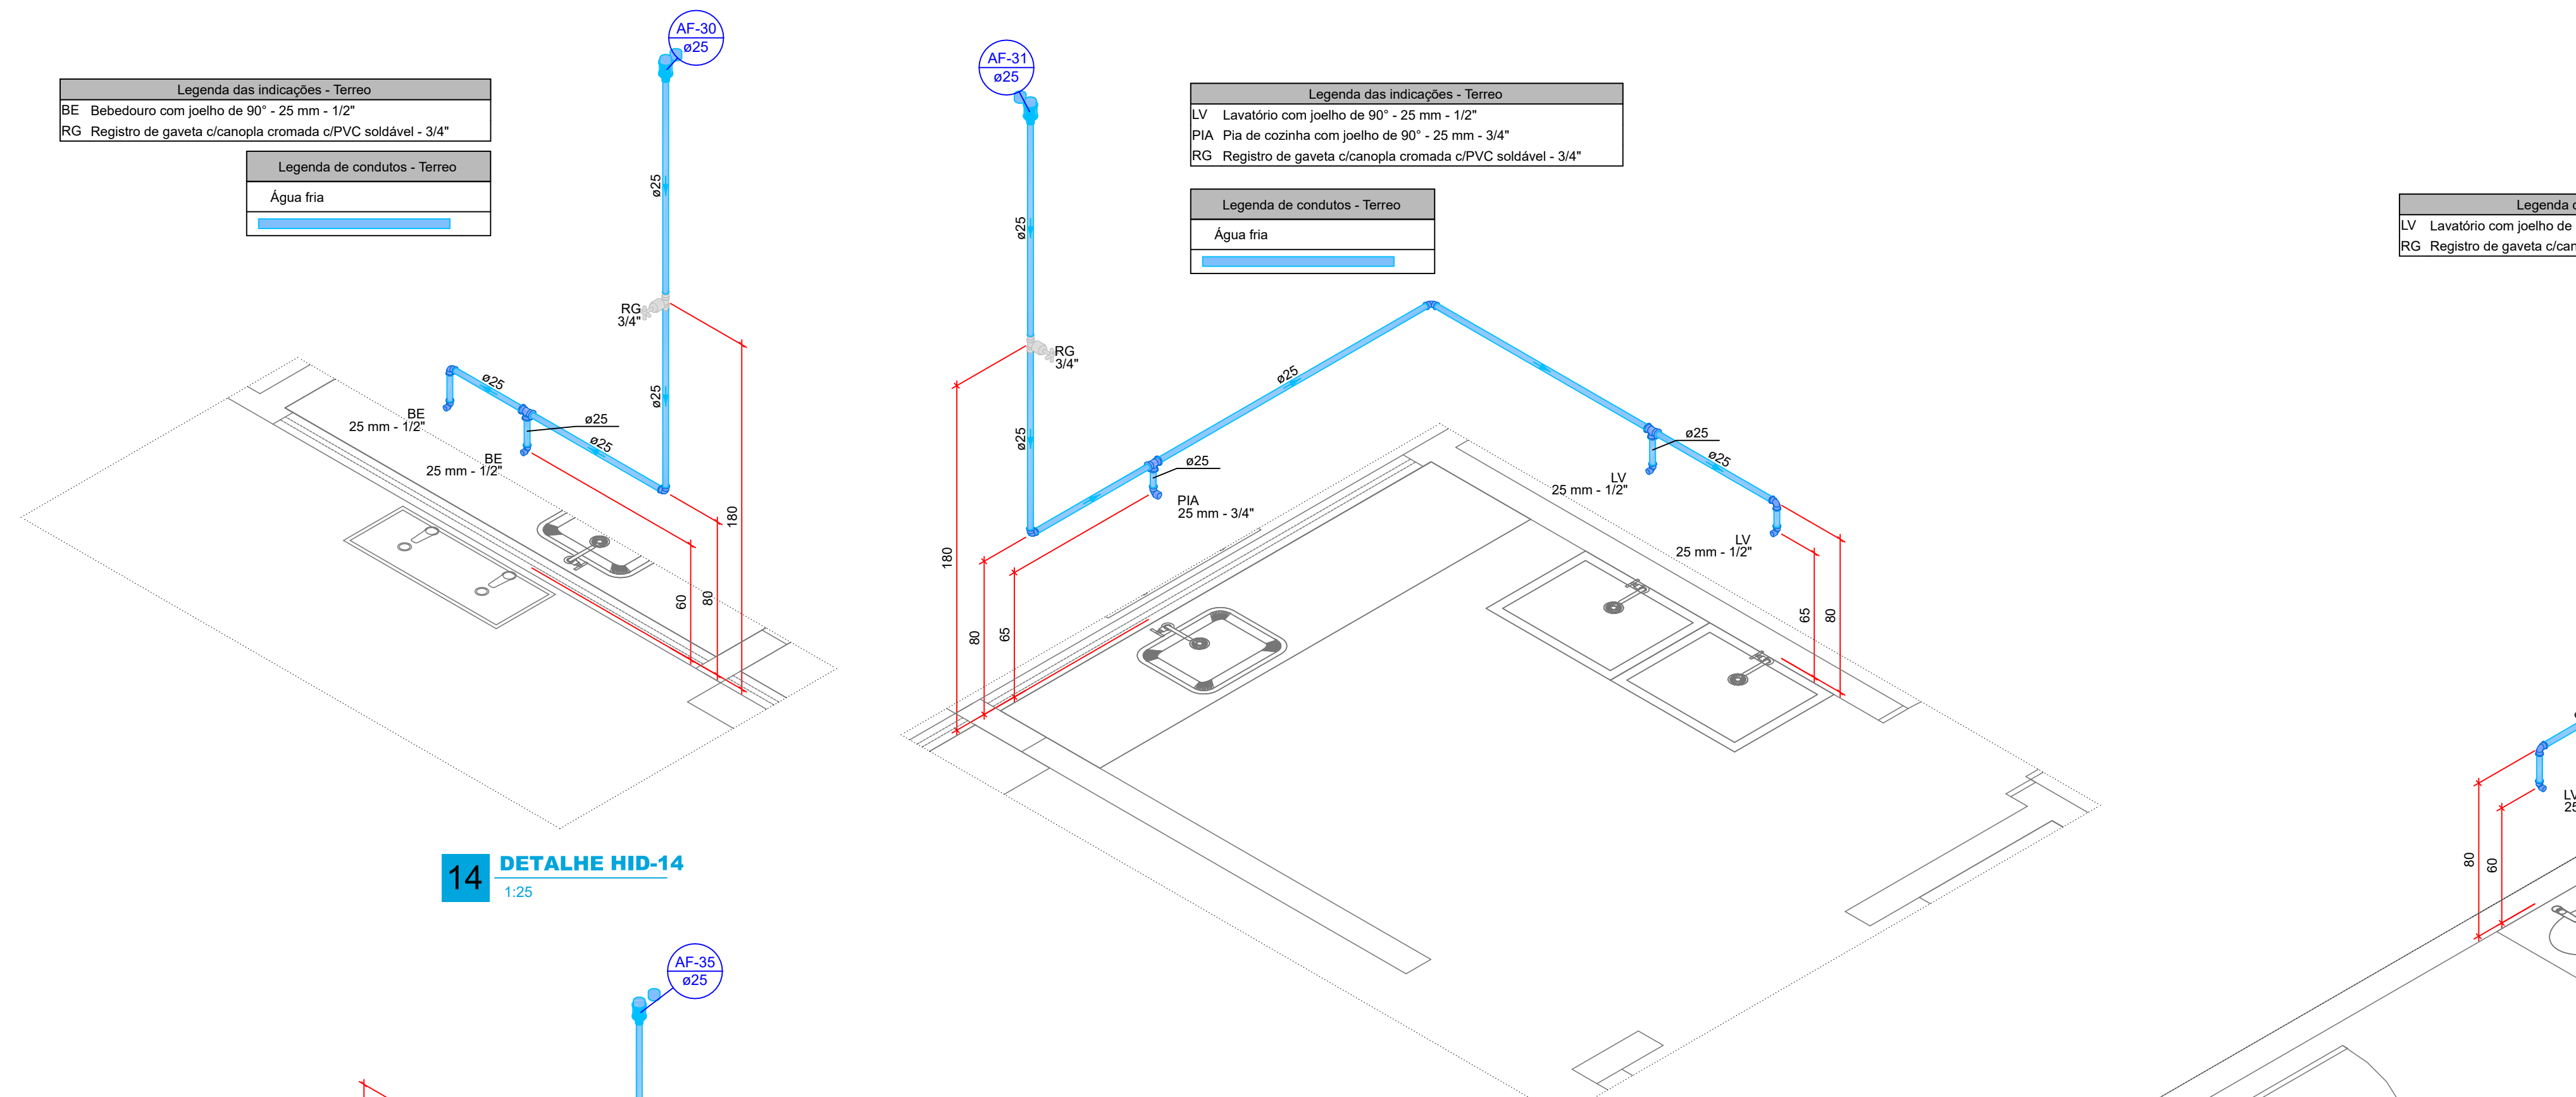 AF-30
ø25
Legenda das indicações - Terreo
BE Bebedouro com joelho de 90° - 25 mm - 1/2"
RG Registro de gaveta c/canopla cromada c/PVC soldável - 3/4"
Legenda de condutos - Terreo
Água fria
ø25
RG
3/4"
ø25
ø25
BE
25 mm - 1/2"
ø25
ø25
BE
25 mm - 1/2"
180
80
60
14
DETALHE HID-14
1:25
AF-31
ø25
Legenda das indicações - Terreo
LV Lavatório com joelho de 90° - 25 mm - 1/2"
PIA Pia de cozinha com joelho de 90° - 25 mm - 3/4"
RG Registro de gaveta c/canopla cromada c/PVC soldável - 3/4"
Legenda de condutos - Terreo
Água fria
ø25
RG
3/4"
ø25
ø25
ø25
PIA
25 mm - 3/4"
ø25
ø25
LV
25 mm - 1/2"
LV
25 mm - 1/2"
180
80
65
65
80
AF-35
ø25
Legenda
LV Lavatório com joelho de
RG Registro de gaveta
LV
25
80
60